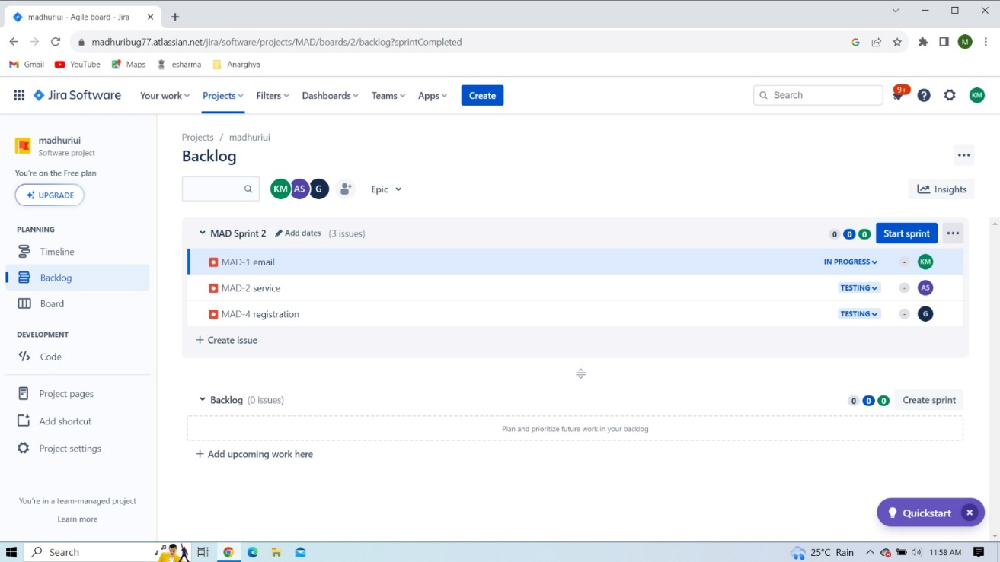 madhuriui - Agile board - Jira
madhuribug77.atlassian.net/jira/software/projects/MAD/boards/2/backlog?sprintCompleted
G M
Gmail YouTube Maps esharma Anarghya
Jira Software Your work Projects Filters Dashboards Teams Apps Create Search 9+ ? KM
madhuriui
Software project
You're on the Free plan
UPGRADE
PLANNING
Timeline
Backlog
Board
DEVELOPMENT
Code
Project pages
Add shortcut
Project settings
You're in a team-managed project
Learn more
Projects / madhuriui
Backlog
KM AS G Epic Insights
MAD Sprint 2 Add dates (3 issues) 0 0 0 Start sprint
MAD-1 email IN PROGRESS - KM
MAD-2 service TESTING - AS
MAD-4 registration TESTING - G
+ Create issue
Backlog (0 issues) 0 0 0 Create sprint
Plan and prioritize future work in your backlog
+ Add upcoming work here
Quickstart
Search 25°C Rain 11:58 AM